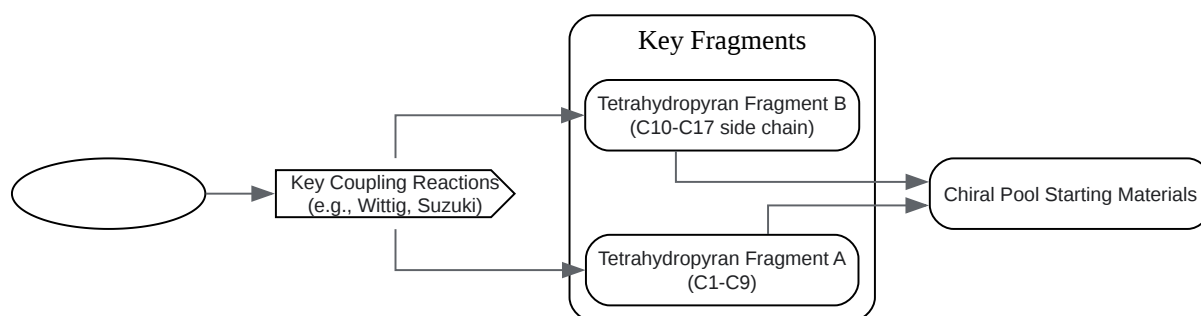 Key Fragments
Tetrahydropyran Fragment B
(C10-C17 side chain)
Key Coupling Reactions
(e.g., Wittig, Suzuki)
Chiral Pool Starting Materials
Tetrahydropyran Fragment A
(C1-C9)